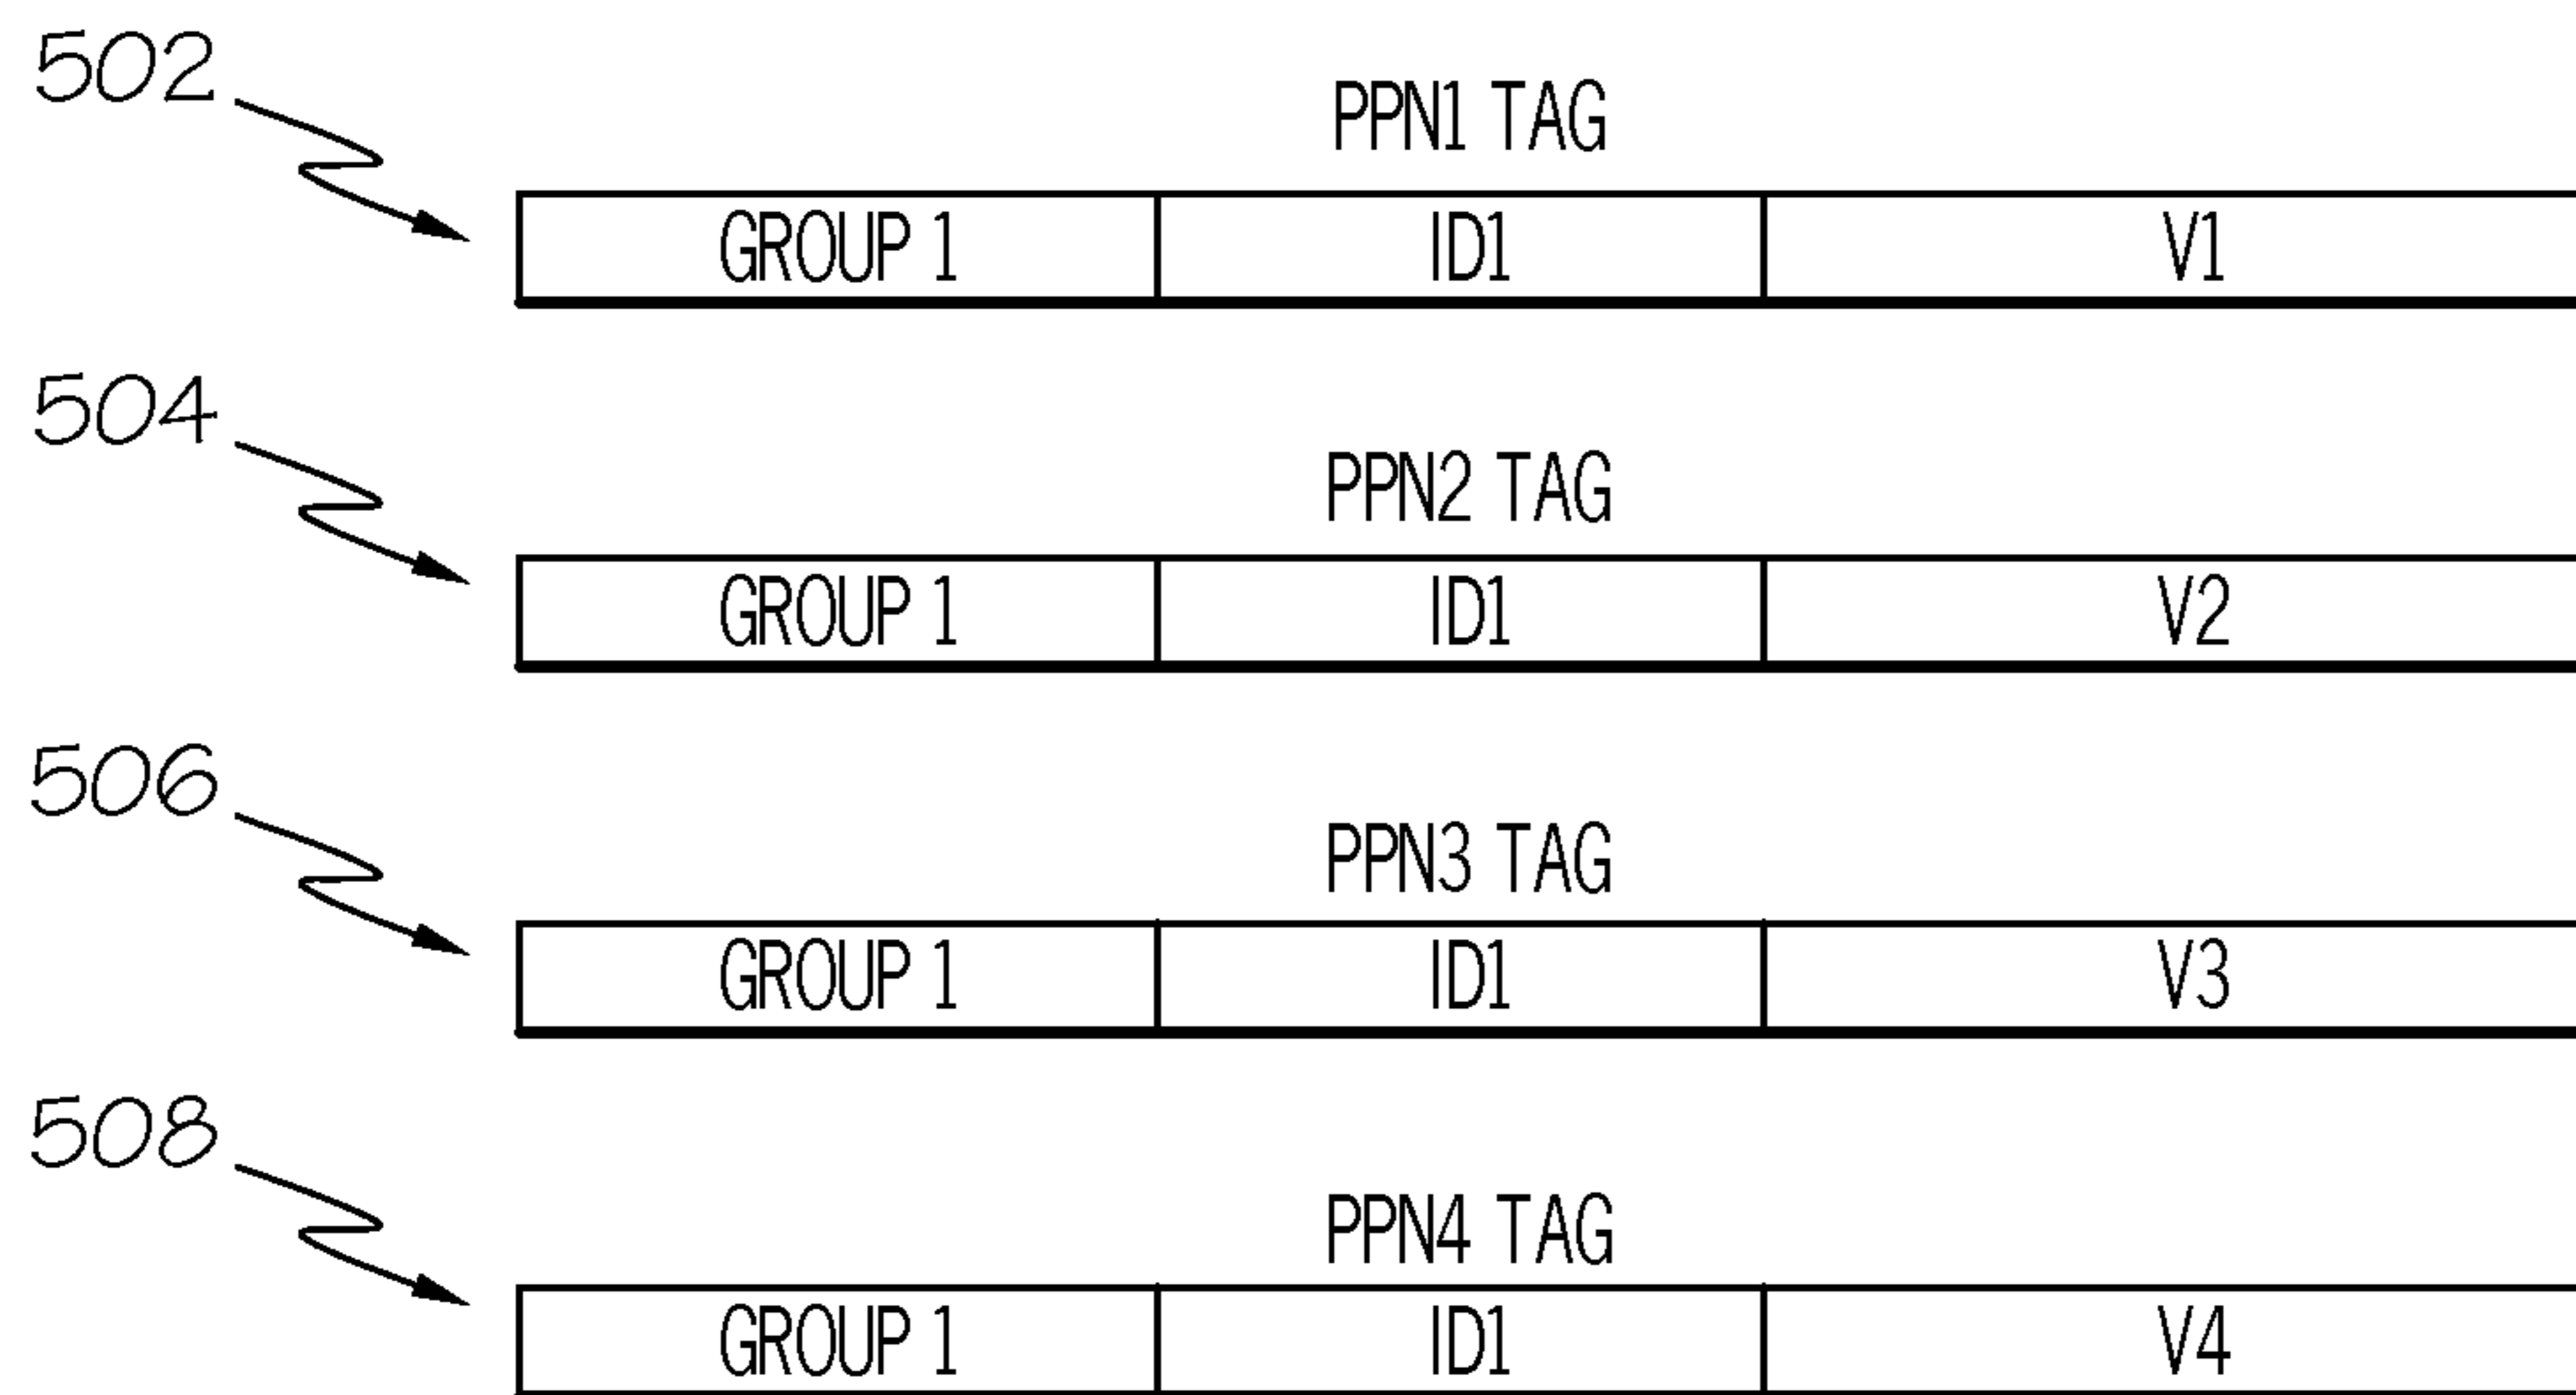 502
PPN1 TAG
GROUP 1 ID1 V1
504
PPN2 TAG
GROUP 1 ID1 V2
506
PPN3 TAG
GROUP 1 ID1 V3
508
PPN4 TAG
GROUP 1 ID1 V4